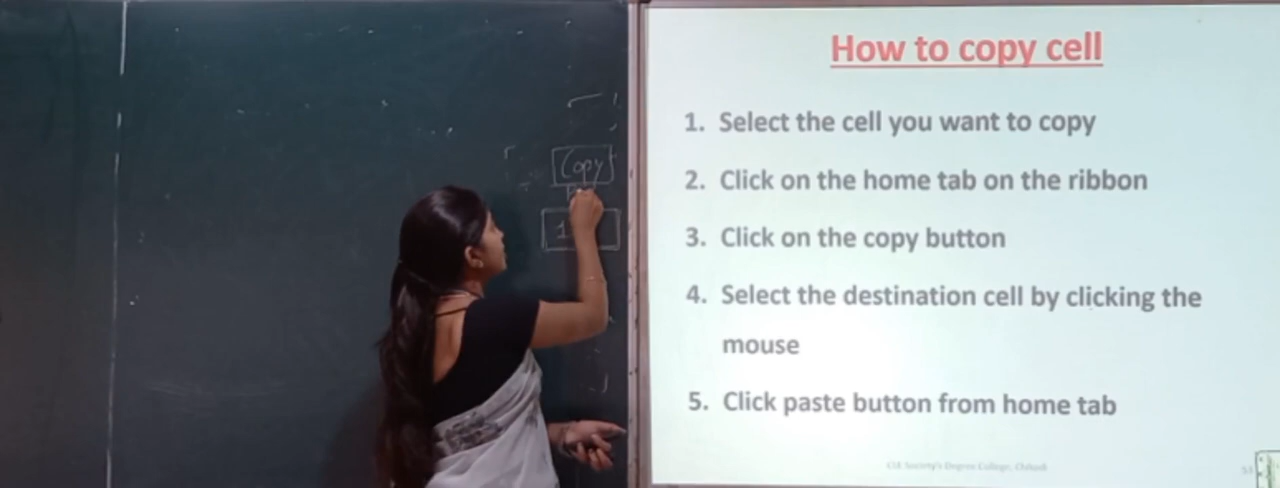 Copy
1
How to copy cell
1. Select the cell you want to copy
2. Click on the home tab on the ribbon
3. Click on the copy button
4. Select the destination cell by clicking the
mouse
5. Click paste button from home tab